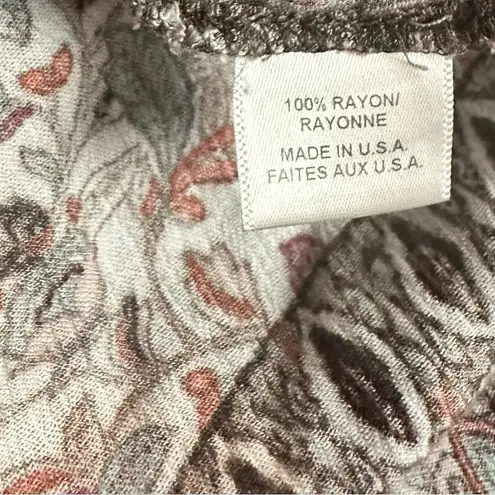 100% RAYON/
RAYONNE
MADE IN U.S.A.
FAITES AUX U.S.A.